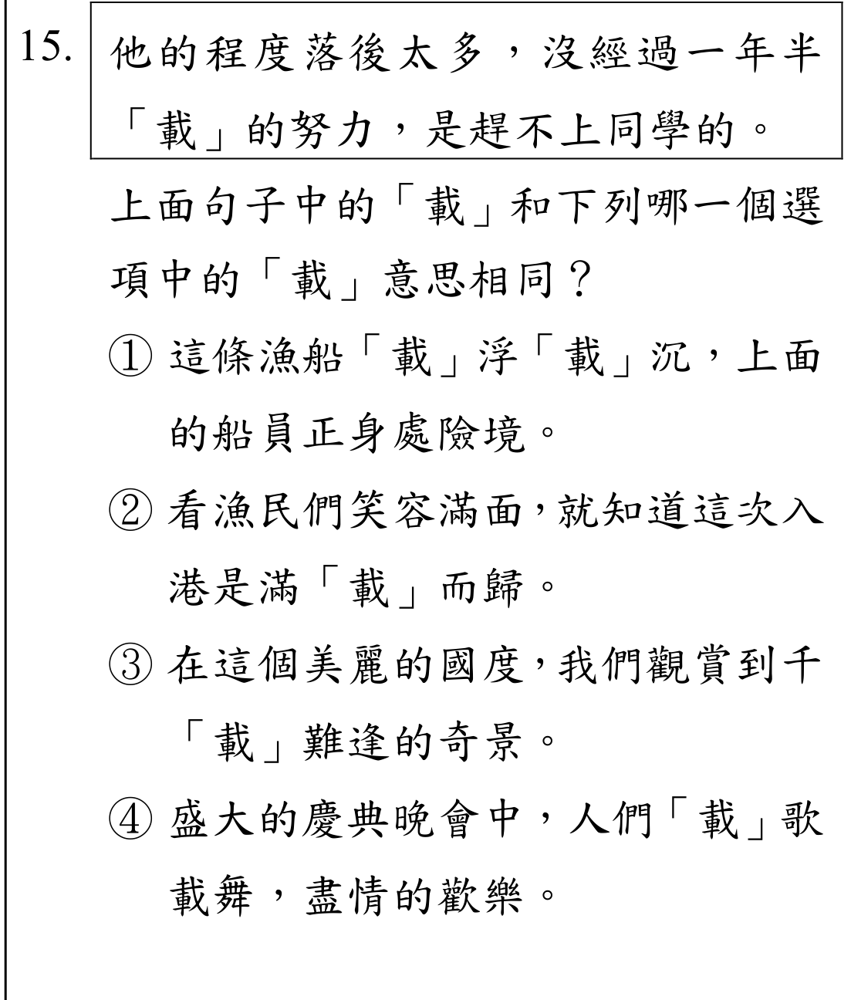 15. 他的程度落後太多，沒經過一年半
「載」的努力，是趕不上同學的。
上面句子中的「載」和下列哪一個選
項中的「載」意思相同？
① 這條漁船「載」浮「載」沉，上面
的船員正身處險境。
② 看漁民們笑容滿面，就知道這次入
港是滿「載」而歸。
③ 在這個美麗的國度，我們觀賞到千
「載」難逢的奇景。
④ 盛大的慶典晚會中，人們「載」歌
載舞，盡情的歡樂。